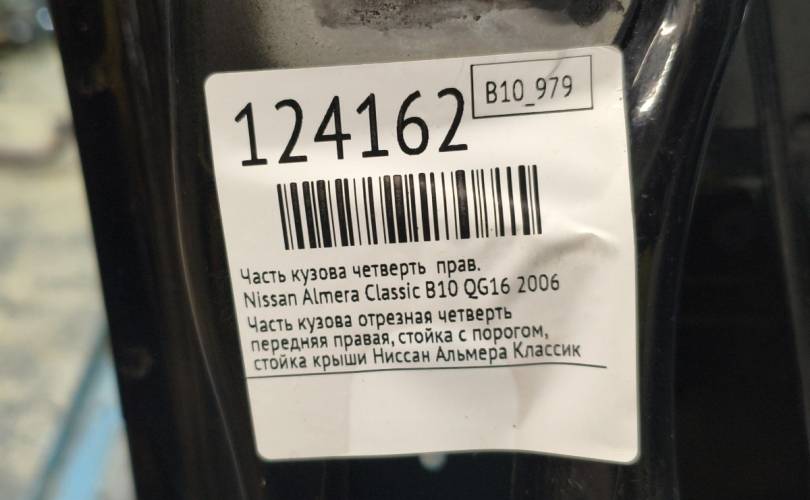 124162
B10_979
Часть кузова четверть прав.
Nissan Almera Classic B10 QG16 2006
Часть кузова отрезная четверть
передняя правая, стойка с порогом,
стойка крыши Ниссан Альмера Классик